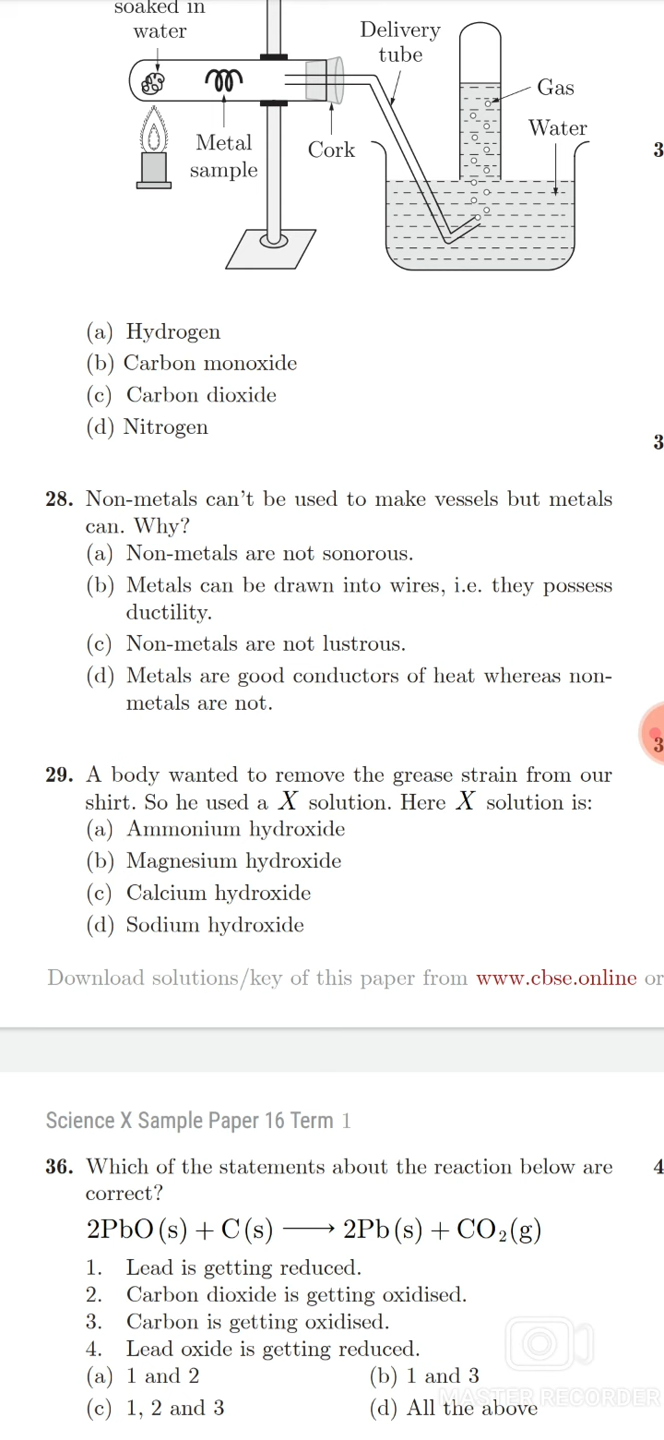 soaked in
water
Delivery
tube
Gas
Water
Metal
sample
Cork
3
(a) Hydrogen
(b) Carbon monoxide
(c) Carbon dioxide
(d) Nitrogen
3
28. Non-metals can't be used to make vessels but metals
can. Why?
(a) Non-metals are not sonorous.
(b) Metals can be drawn into wires, i.e. they possess
ductility.
(c) Non-metals are not lustrous.
(d) Metals are good conductors of heat whereas non-
metals are not.
3
29. A body wanted to remove the grease strain from our
shirt. So he used a X solution. Here X solution is:
(a) Ammonium hydroxide
(b) Magnesium hydroxide
(c) Calcium hydroxide
(d) Sodium hydroxide
Download solutions/key of this paper from www.cbse.online or
Science X Sample Paper 16 Term 1
36. Which of the statements about the reaction below are 4
correct?
2PbO(s) + C(s) ⟶ 2Pb(s) + CO₂(g)
1. Lead is getting reduced.
2. Carbon dioxide is getting oxidised.
3. Carbon is getting oxidised.
4. Lead oxide is getting reduced.
(a) 1 and 2 (b) 1 and 3
(c) 1, 2 and 3 (d) All the above
MASTER RECORDER